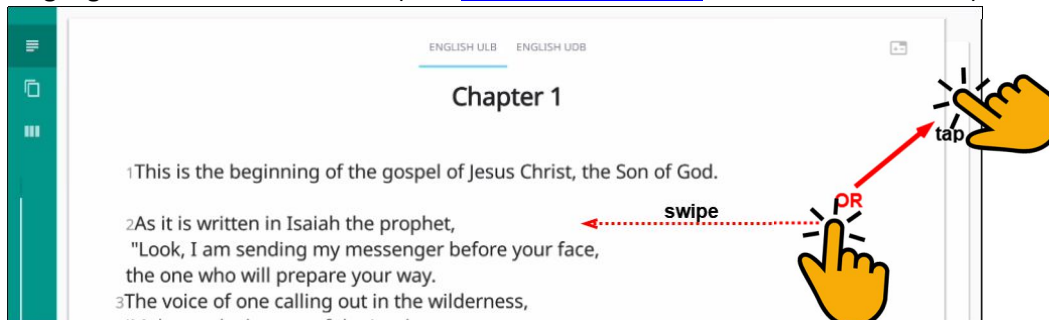 ENGLISH ULB ENGLISH UDB
Chapter 1
tap
1This is the beginning of the gospel of Jesus Christ, the Son of God.
OR
swipe
2As it is written in Isaiah the prophet,
"Look, I am sending my messenger before your face,
the one who will prepare your way.
3The voice of one calling out in the wilderness,